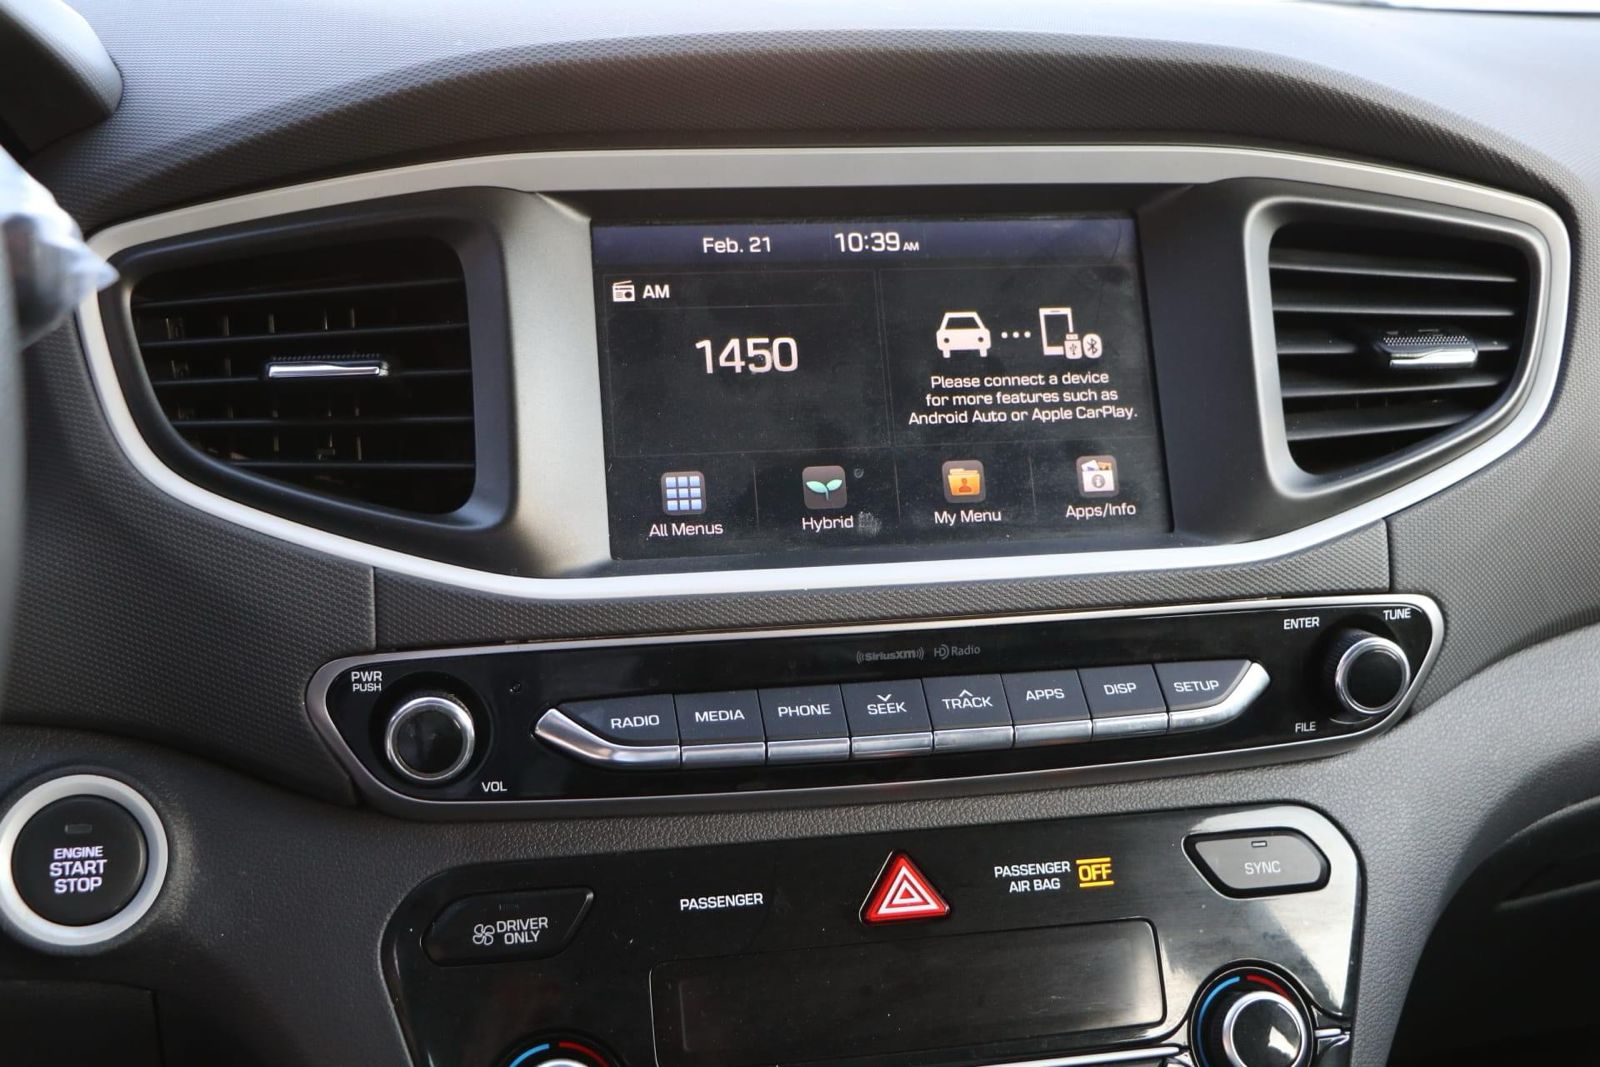 Feb. 21 10:39 AM
AM
1450
Please connect a device
for more features such as
Android Auto or Apple CarPlay.
All Menus Hybrid My Menu Apps/Info
SiriusXM HD Radio
ENTER TUNE
PWR
PUSH
RADIO MEDIA PHONE SEEK TRACK APPS DISP SETUP
VOL
FILE
ENGINE
START
STOP
DRIVER
ONLY
PASSENGER
PASSENGER
AIR BAG OFF
SYNC